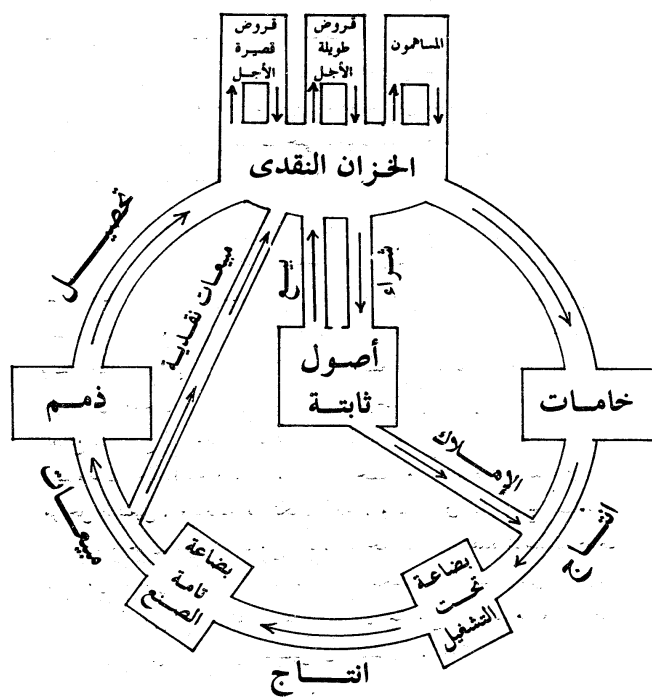 المساهمون
قروض
طويلة
الأجل
قروض
قصيرة
الأجل
الخزان النقدى
تحصيل
مبيعات نقدية
بيع
شراء
أصول
ثابتة
ذمم
خامات
الإهلاك
مبيعات
انتاج
بضاعة
تامة
الصنع
بضاعة
تحت
التشغيل
انتاج